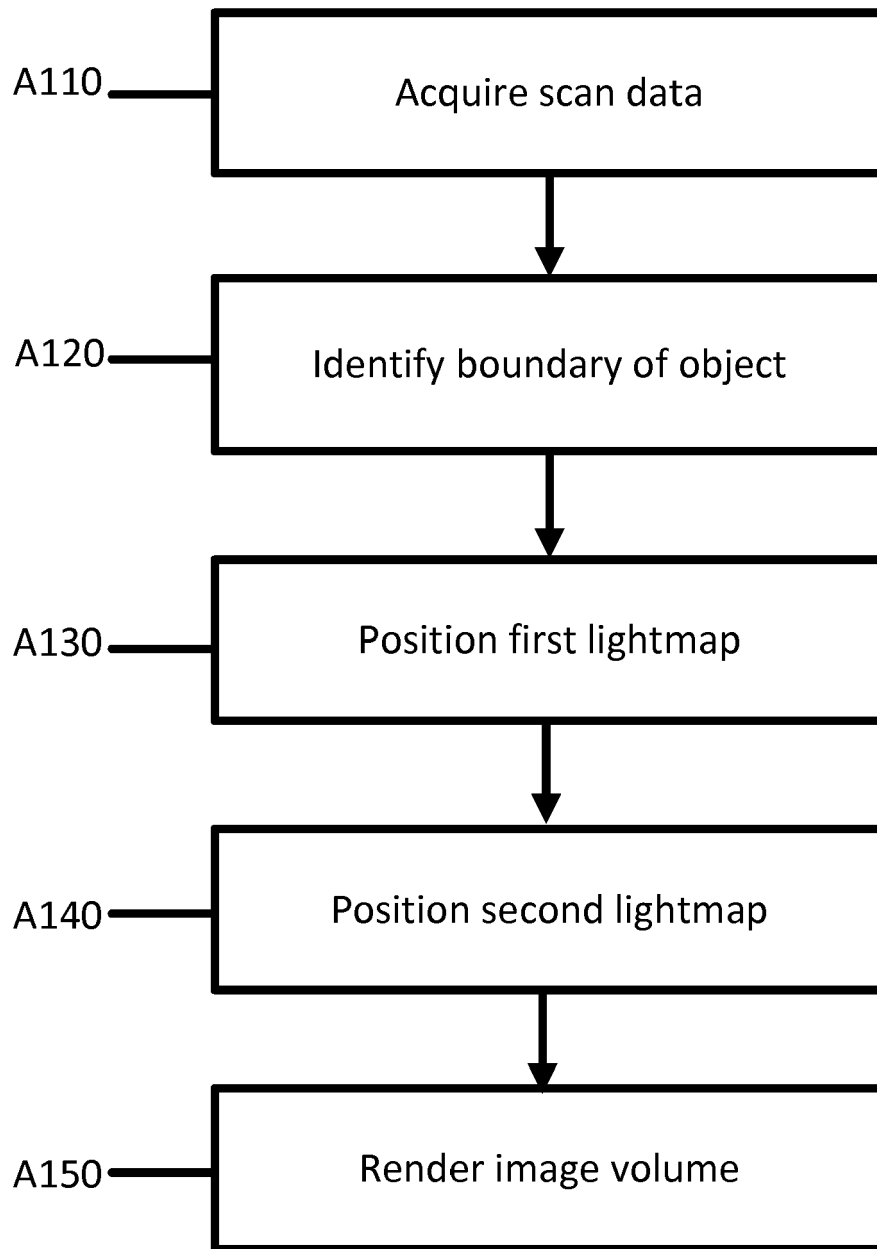 A110
Acquire scan data
A120
Identify boundary of object
A130
Position first lightmap
A140
Position second lightmap
A150
Render image volume